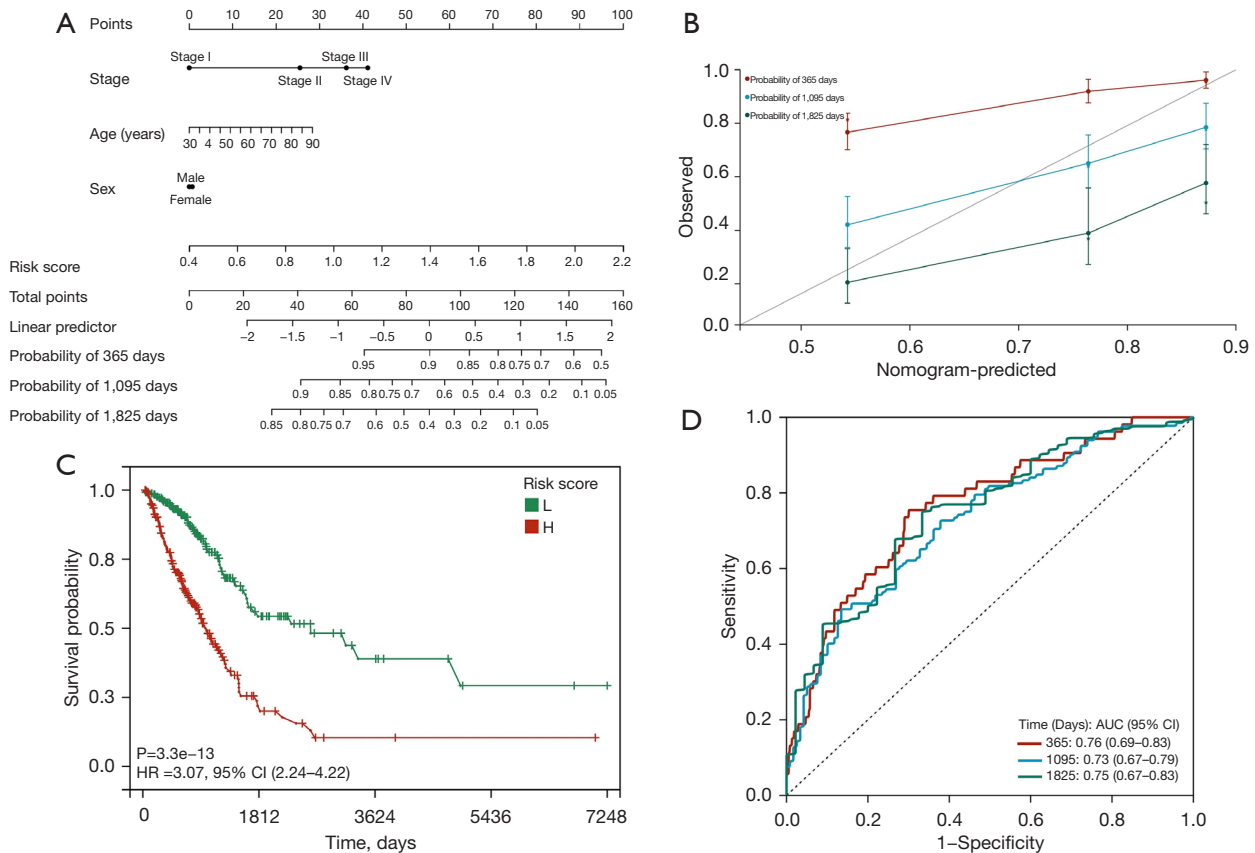 A
Points
0 10 20 30 40 50 60 70 80 90 100
Stage I Stage III
Stage
Stage II Stage IV
Age (years)
30 4 50 60 70 80 90
Male
Sex
Female
Risk score
0.4 0.6 0.8 1.0 1.2 1.4 1.6 1.8 2.0 2.2
Total points
0 20 40 60 80 100 120 140 160
Linear predictor
−2 −1.5 −1 −0.5 0 0.5 1 1.5 2
Probability of 365 days
0.95 0.9 0.85 0.8 0.75 0.7 0.6 0.5
Probability of 1,095 days
0.9 0.85 0.8 0.75 0.7 0.6 0.5 0.4 0.3 0.2 0.1 0.05
Probability of 1,825 days
0.85 0.8 0.75 0.7 0.6 0.5 0.4 0.3 0.2 0.1 0.05
B
Probability of 365 days
Probability of 1,095 days
Probability of 1,825 days
Observed
1.0
0.8
0.6
0.4
0.2
0.0
0.5 0.6 0.7 0.8 0.9
Nomogram-predicted
C
Risk score
L
H
Survival probability
1.0
0.8
0.5
0.3
0.0
P=3.3e−13
HR =3.07, 95% CI (2.24−4.22)
0 1812 3624 5436 7248
Time, days
D
Sensitivity
1.0
0.8
0.6
0.4
0.2
0.0
Time (Days): AUC (95% CI)
365: 0.76 (0.69−0.83)
1095: 0.73 (0.67−0.79)
1825: 0.75 (0.67−0.83)
0.0 0.2 0.4 0.6 0.8 1.0
1−Specificity